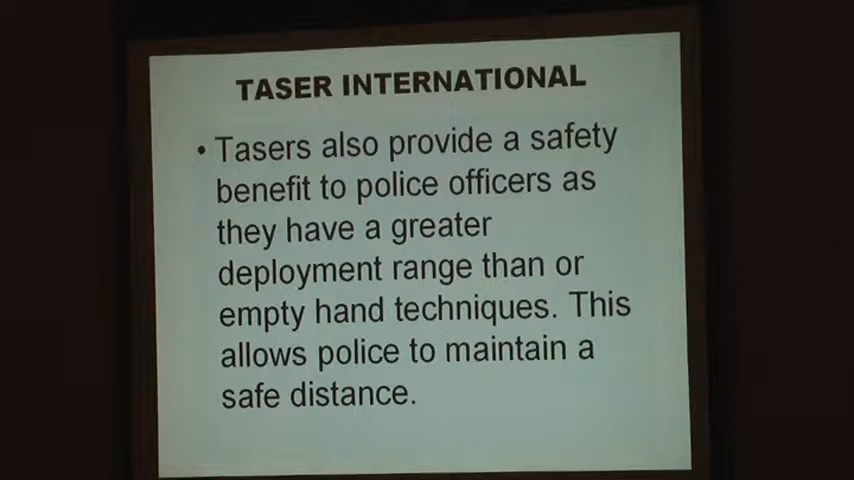 TASER INTERNATIONAL
• Tasers also provide a safety
benefit to police officers as
they have a greater
deployment range than or
empty hand techniques. This
allows police to maintain a
safe distance.